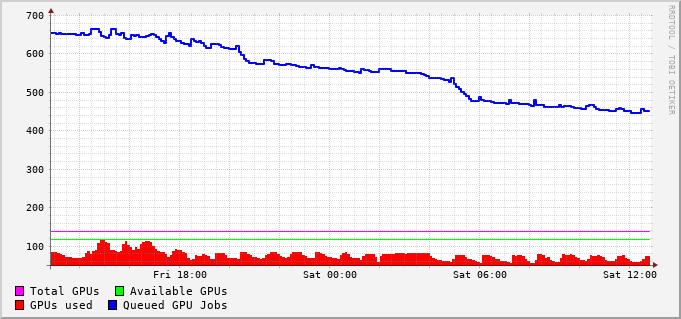 700
600
500
400
300
200
100
Fri 18:00 Sat 00:00 Sat 06:00 Sat 12:00
Total GPUs Available GPUs
GPUs used Queued GPU Jobs
RRDTOOL / TOBI OETIKER